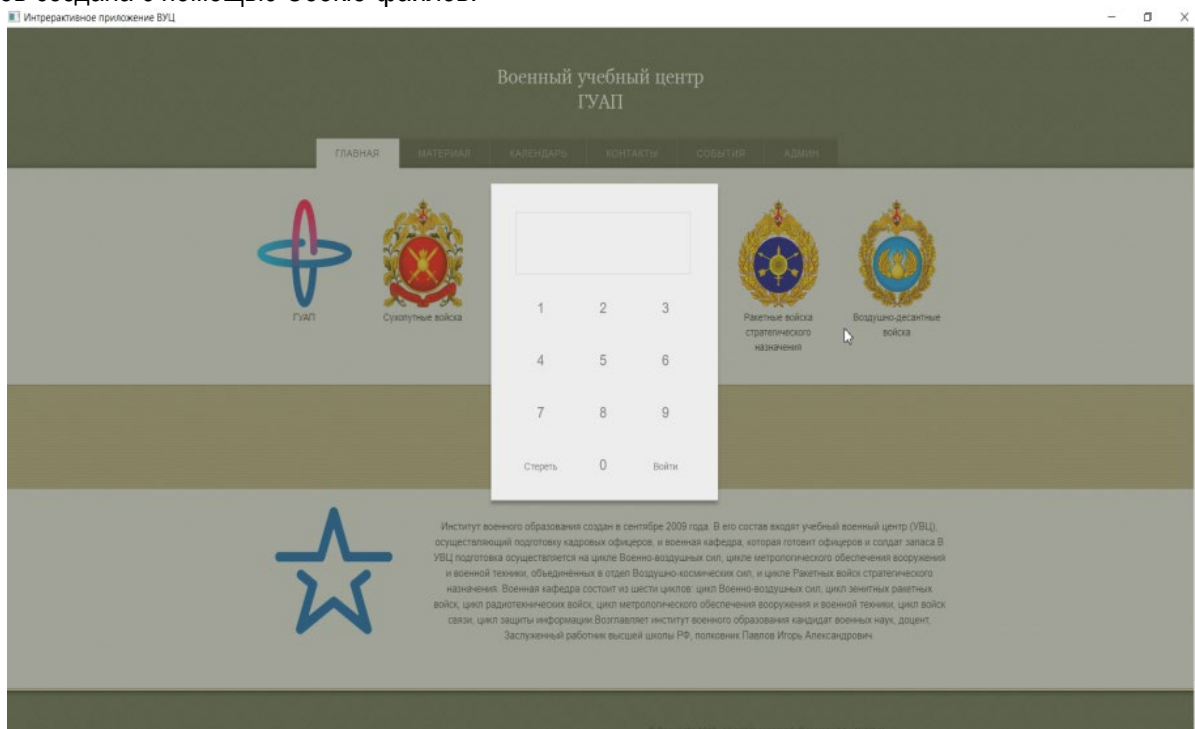 ов создана с помощью Cookie-файлов.
Интрерактивное приложение ВУЦ
Военный учебный центр
ГУАП
ГЛАВНАЯ МАТЕРИАЛ КАЛЕНДАРЬ КОНТАКТЫ СОБЫТИЯ АДМИН
1 2 3
4 5 6
7 8 9
Стереть 0 Войти
ГУАП
Сухопутные войска
Ракетные войска
стратегического
назначения
Воздушно-десантные
войска
Институт военного образования создан в сентябре 2009 года. В его состав входят учебный военный центр (УВЦ),
осуществляющий подготовку кадровых офицеров, и военная кафедра, которая готовит офицеров и солдат запаса.В
УВЦ подготовка осуществляется на цикле Военно-воздушных сил, цикле метрологического обеспечения вооружения
и военной техники, объединённых в отдел Воздушно-космических сил, и цикле Ракетных войск стратегического
назначения. Военная кафедра состоит из шести циклов: цикл Военно-воздушных сил, цикл зенитных ракетных
войск, цикл радиотехнических войск, цикл метрологического обеспечения вооружения и военной техники, цикл войск
связи, цикл защиты информации.Возглавляет институт военного образования кандидат военных наук, доцент,
Заслуженный работник высшей школы РФ, полковник Павлов Игорь Александрович.